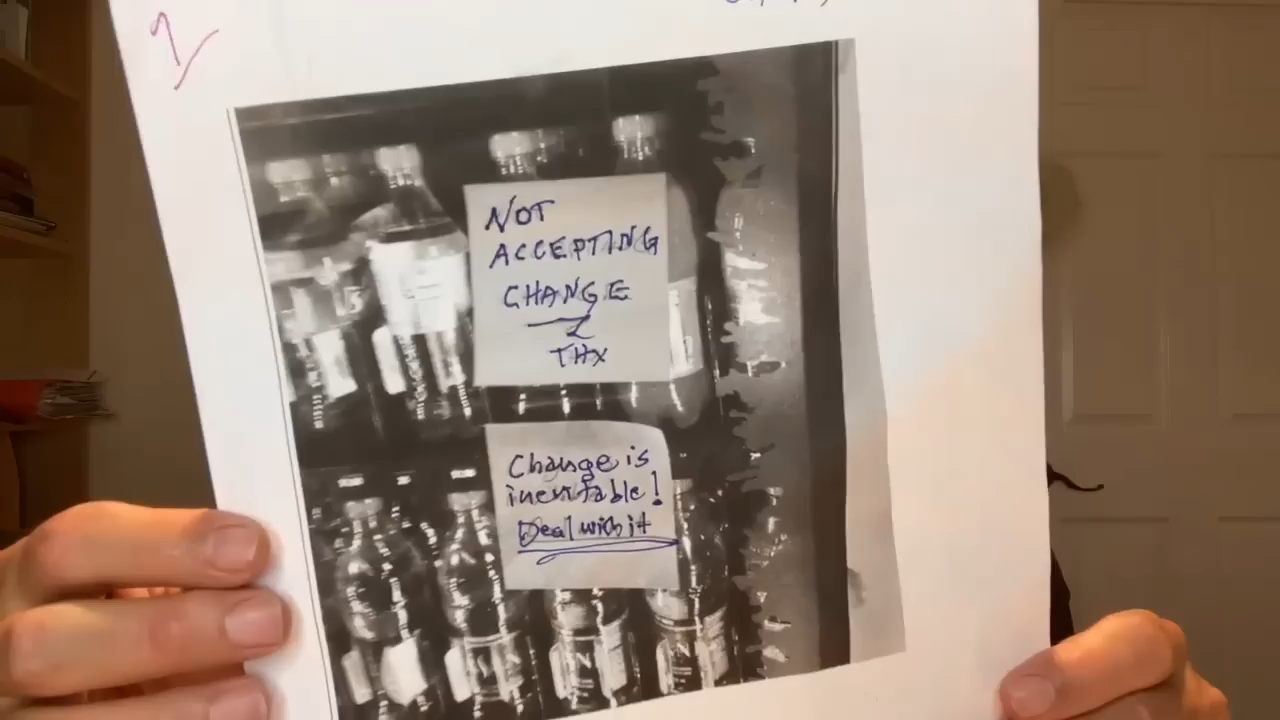 NOT
ACCEPTING
CHANGE
THX
Change is
inevitable!
Deal with it